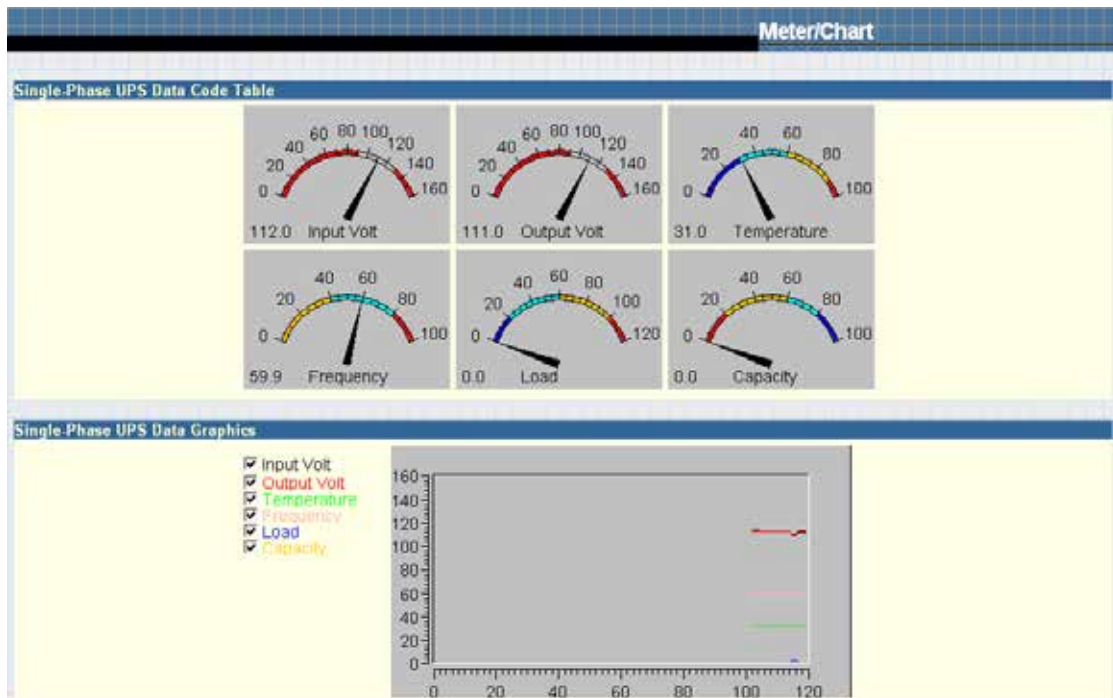 Meter/Chart
Single-Phase UPS Data Code Table
0 20 40 60 80 100 120 140 160
112.0 Input Volt
0 20 40 60 80 100 120 140 160
111.0 Output Volt
0 20 40 60 80 100
31.0 Temperature
0 20 40 60 80 100
59.9 Frequency
0 20 40 60 80 100 120
0.0 Load
0 20 40 60 80 100
0.0 Capacity
Single-Phase UPS Data Graphics
Input Volt
Output Volt
Temperature
Frequency
Load
Capacity
160
140
120
100
80
60
40
20
0
0 20 40 60 80 100 120